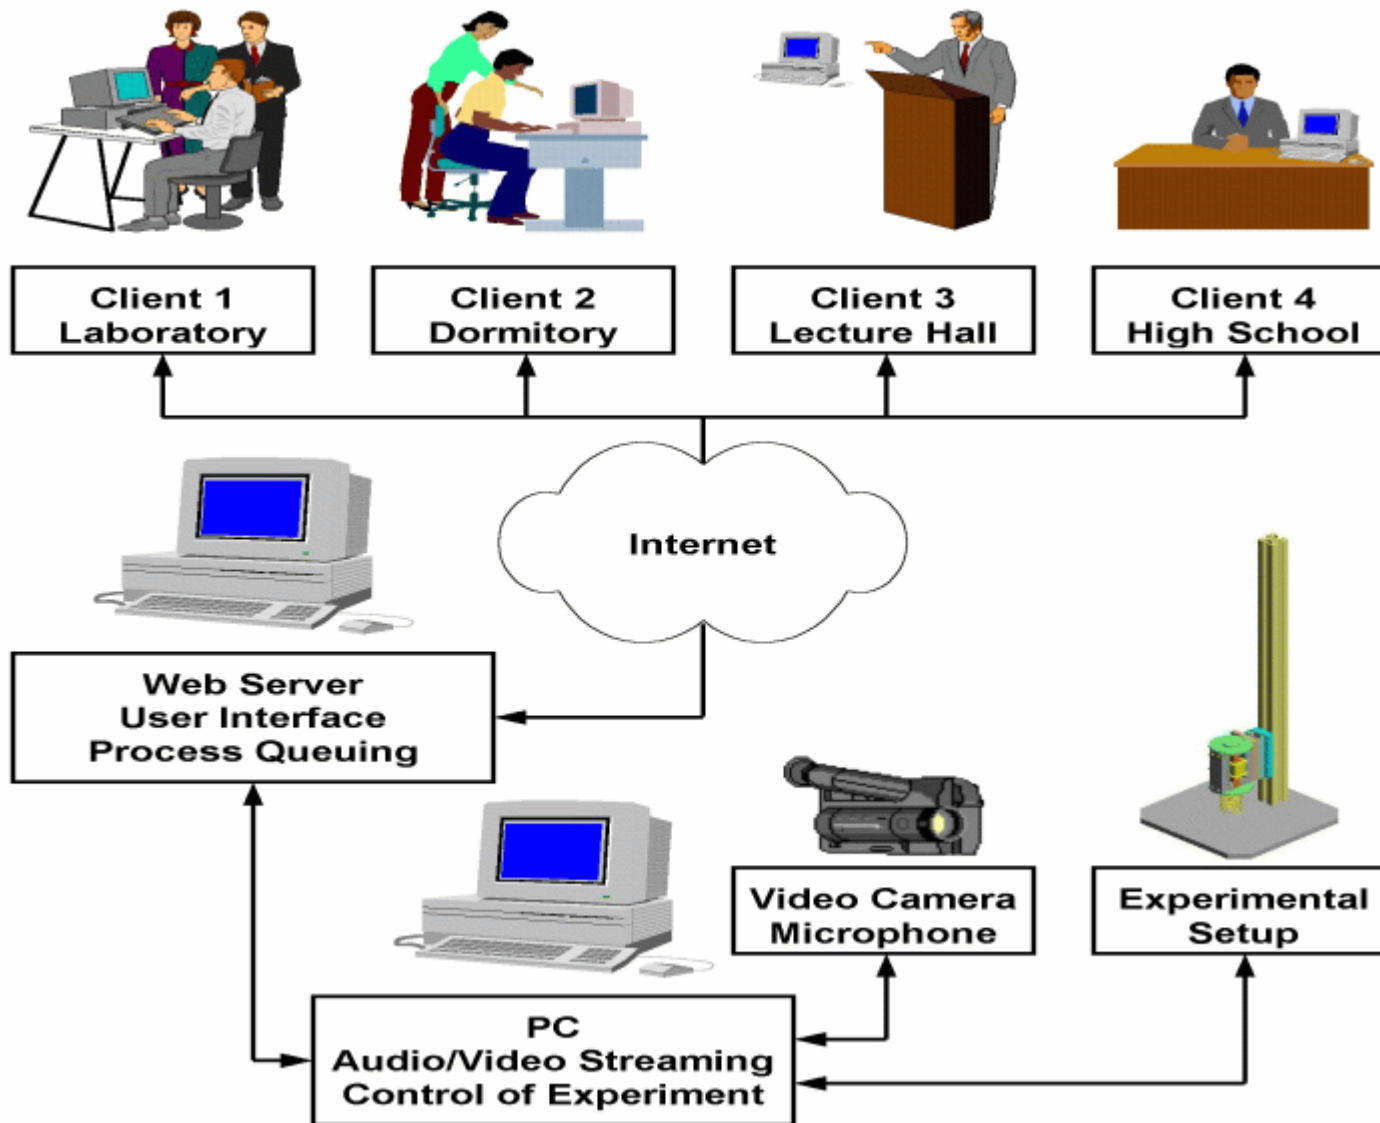 Client 1
Laboratory
Client 2
Dormitory
Client 3
Lecture Hall
Client 4
High School
Internet
Web Server
User Interface
Process Queuing
Video Camera
Microphone
Experimental
Setup
PC
Audio/Video Streaming
Control of Experiment